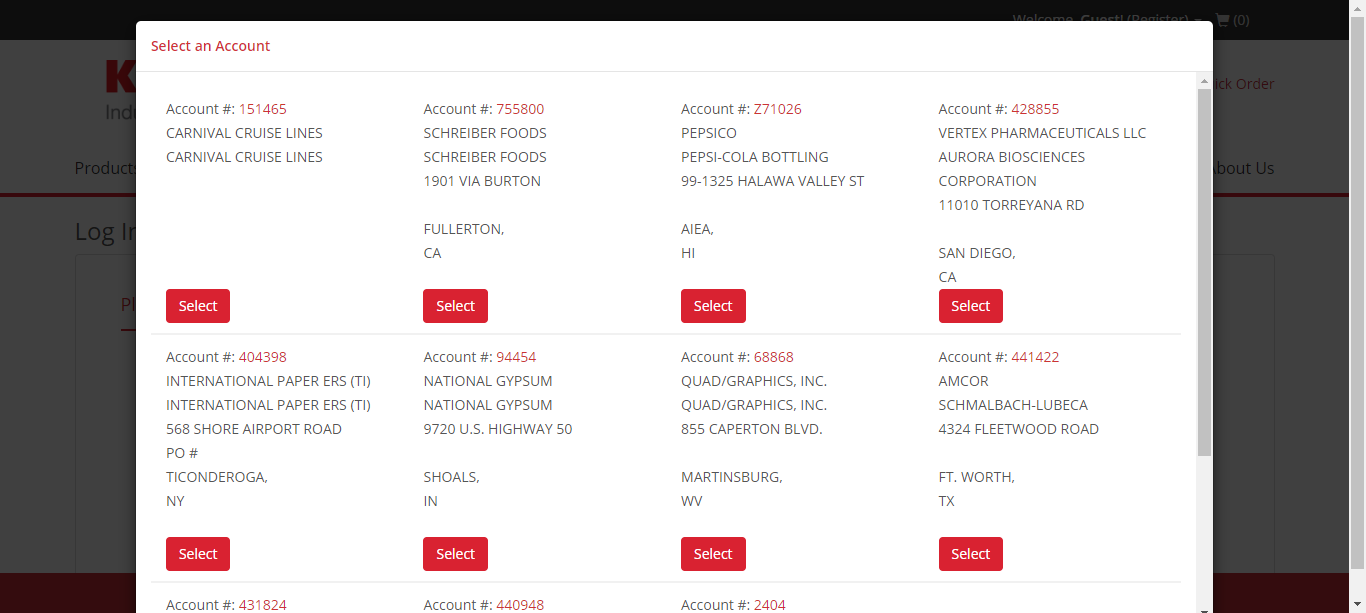 Welcome, Guest! (Register)
(0)
Select an Account
K
Indu
ick Order
Products
About Us
Log In
Pl
Account #: 151465
CARNIVAL CRUISE LINES
CARNIVAL CRUISE LINES
Select
Account #: 755800
SCHREIBER FOODS
SCHREIBER FOODS
1901 VIA BURTON
FULLERTON,
CA
Select
Account #: Z71026
PEPSICO
PEPSI-COLA BOTTLING
99-1325 HALAWA VALLEY ST
AIEA,
HI
Select
Account #: 428855
VERTEX PHARMACEUTICALS LLC
AURORA BIOSCIENCES
CORPORATION
11010 TORREYANA RD
SAN DIEGO,
CA
Select
Account #: 404398
INTERNATIONAL PAPER ERS (TI)
INTERNATIONAL PAPER ERS (TI)
568 SHORE AIRPORT ROAD
PO #
TICONDEROGA,
NY
Select
Account #: 94454
NATIONAL GYPSUM
NATIONAL GYPSUM
9720 U.S. HIGHWAY 50
SHOALS,
IN
Select
Account #: 68868
QUAD/GRAPHICS, INC.
QUAD/GRAPHICS, INC.
855 CAPERTON BLVD.
MARTINSBURG,
WV
Select
Account #: 441422
AMCOR
SCHMALBACH-LUBECA
4324 FLEETWOOD ROAD
FT. WORTH,
TX
Select
Account #: 431824
Account #: 440948
Account #: 2404